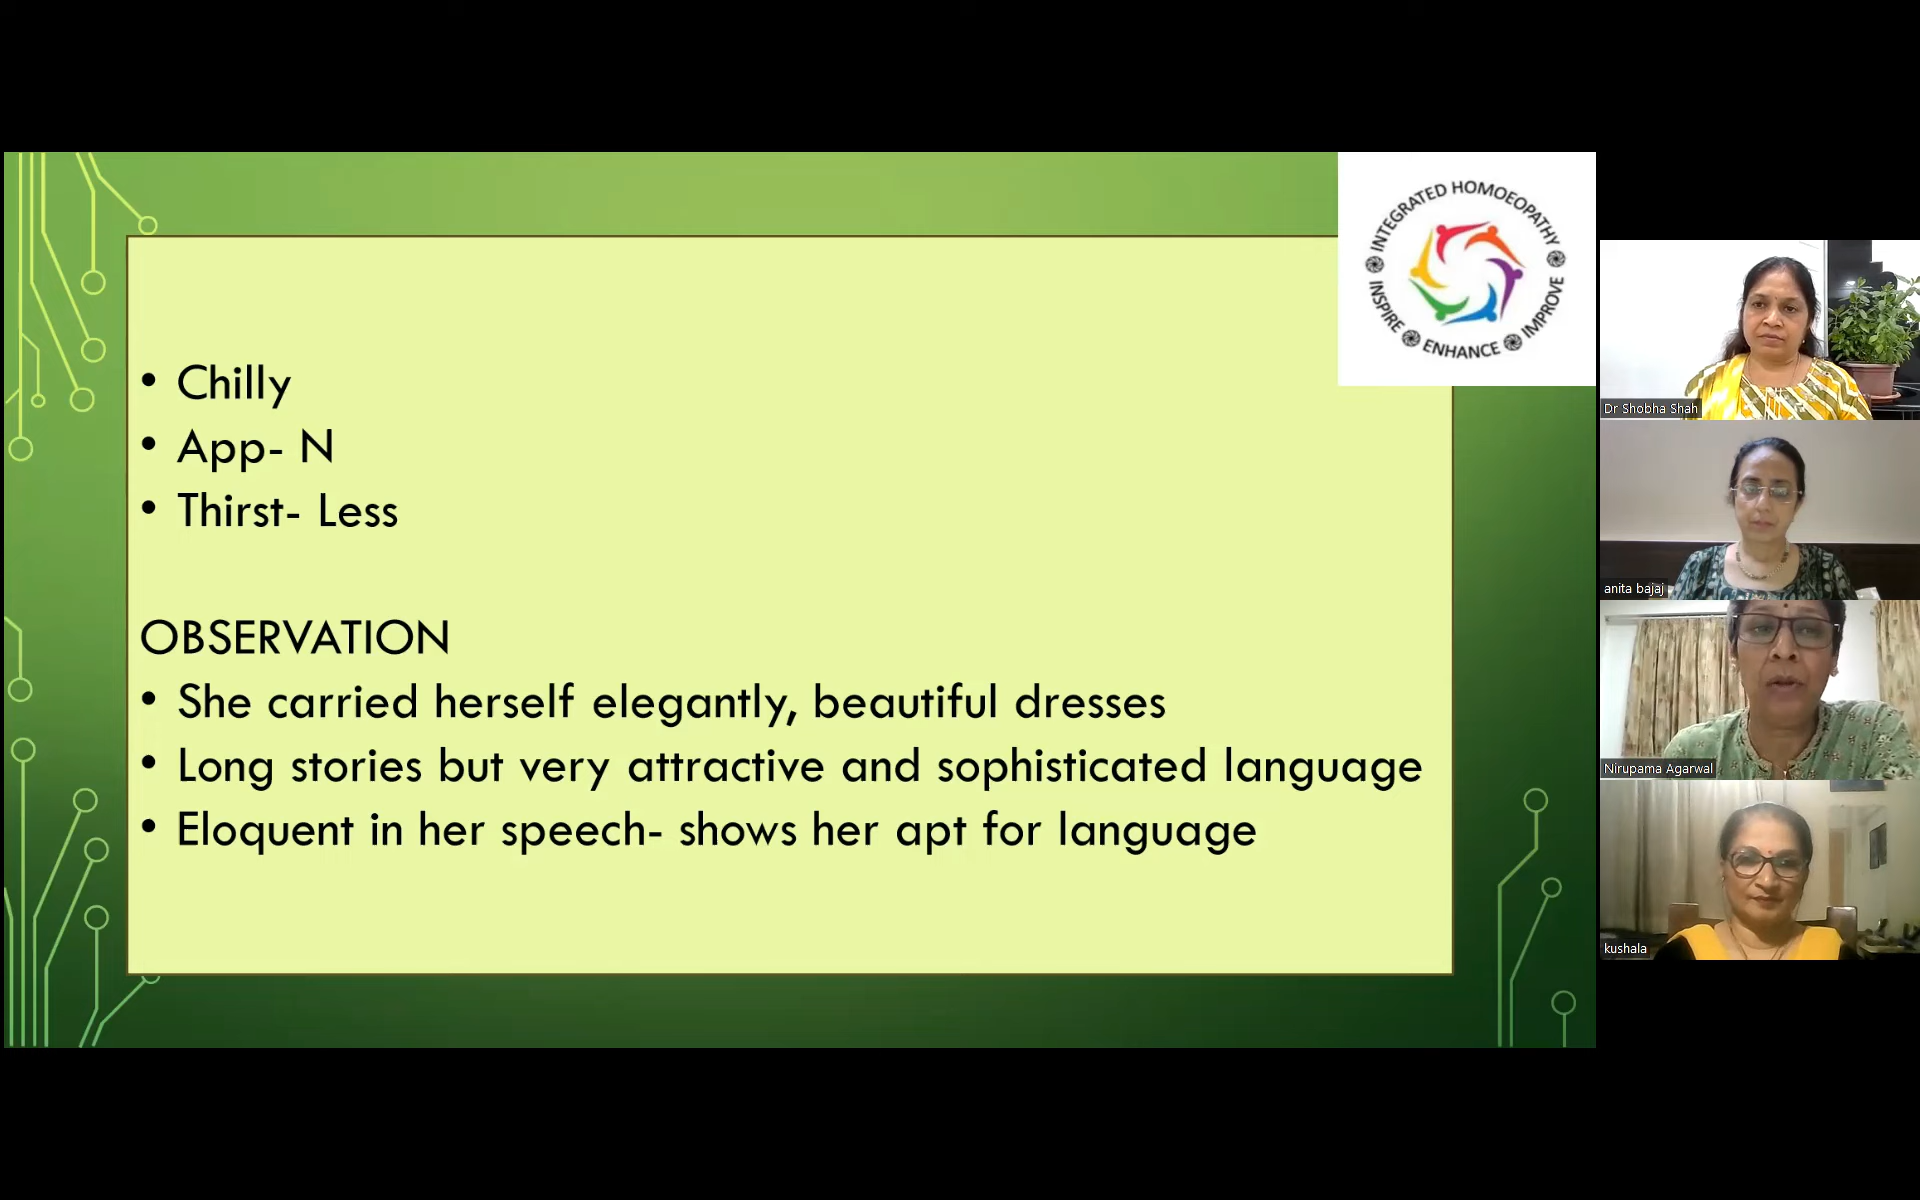 INTEGRATED HOMOEOPATHY
INSPIRE
ENHANCE
IMPROVE
• Chilly
• App- N
• Thirst- Less
OBSERVATION
• She carried herself elegantly, beautiful dresses
• Long stories but very attractive and sophisticated language
• Eloquent in her speech- shows her apt for language
Dr Shobha Shah
anita bajaj
Nirupama Agarwal
kushala